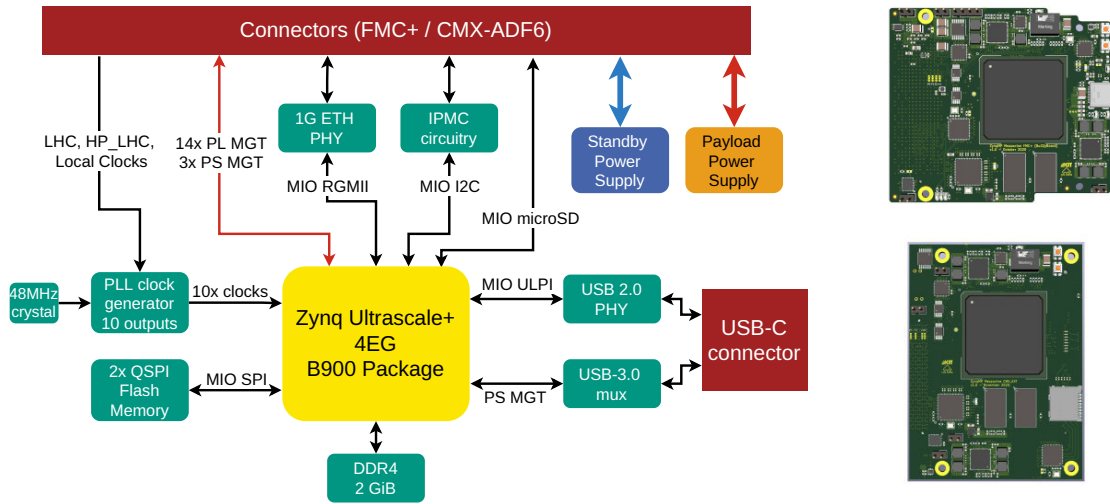 Connectors (FMC+ / CMX-ADF6)
LHC, HP_LHC,
Local Clocks
14x PL MGT
3x PS MGT
1G ETH
PHY
IPMC
circuitry
Standby
Power
Supply
Payload
Power
Supply
MIO RGMII
MIO I2C
MIO microSD
48MHz
crystal
PLL clock
generator
10 outputs
10x clocks
Zynq Ultrascale+
4EG
B900 Package
MIO ULPI
USB 2.0
PHY
USB-C
connector
2x QSPI
Flash
Memory
MIO SPI
PS MGT
USB-3.0
mux
DDR4
2 GiB